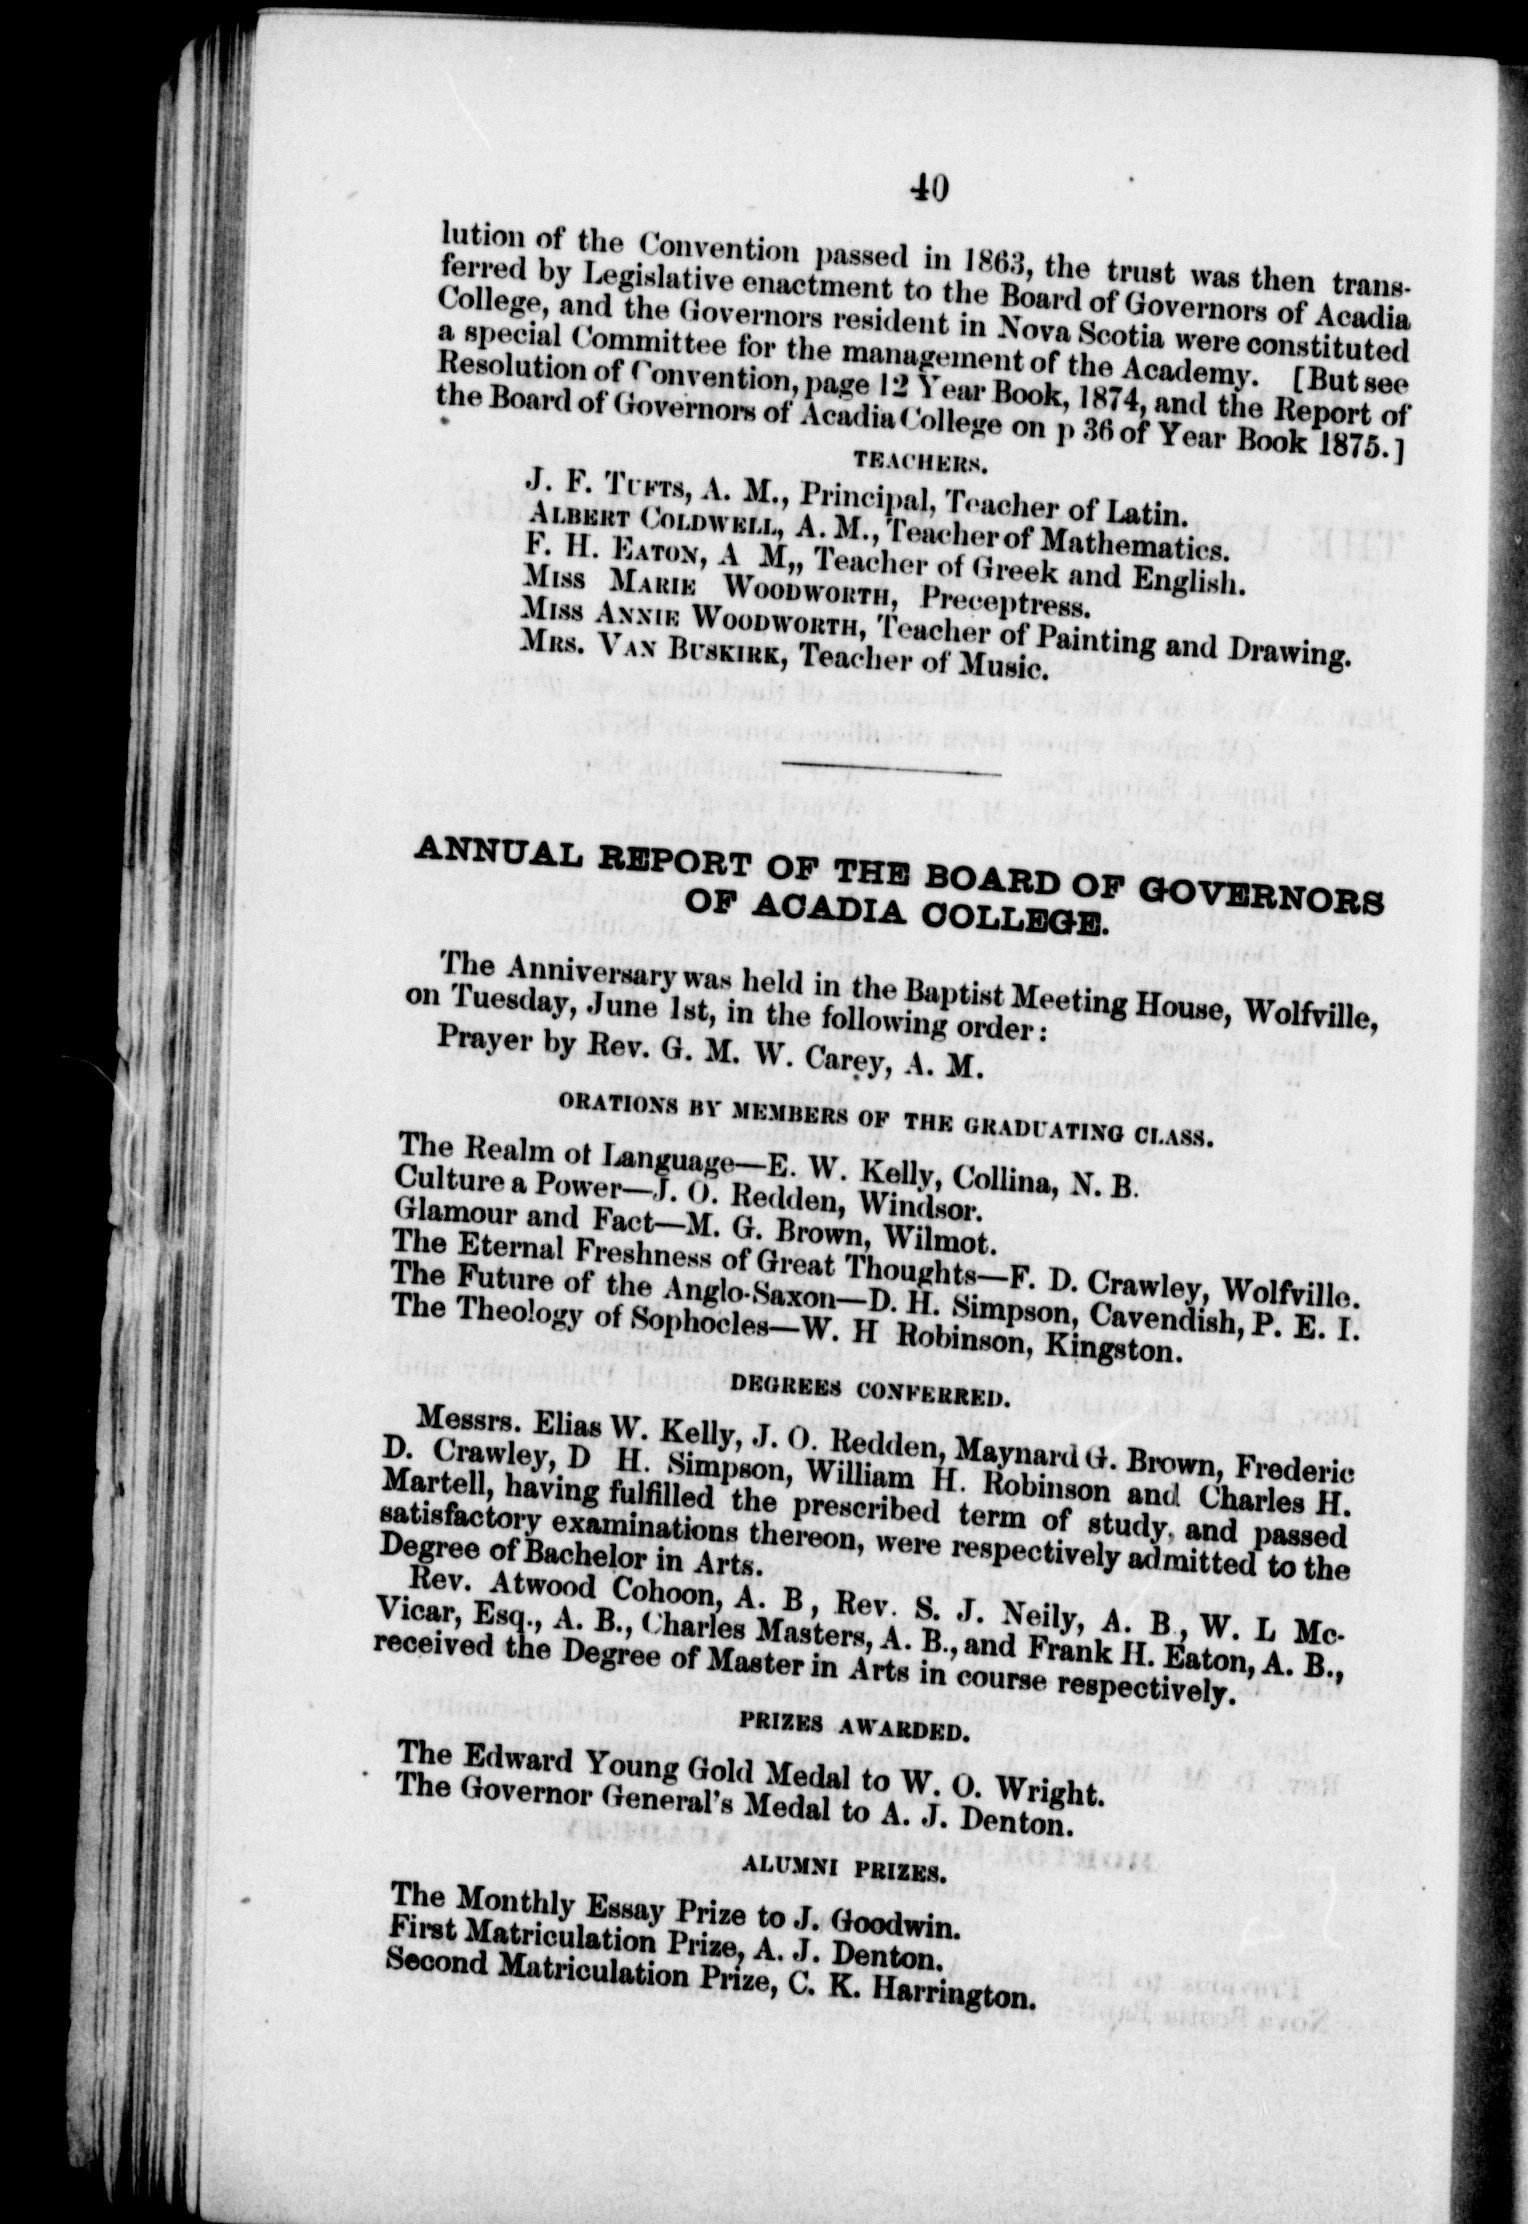 40
lution of the Convention passed in 1863, the trust was then trans-
ferred by Legislative enactment to the Board of Governors of Acadia
College, and the Governors resident in Nova Scotia were constituted
a special Committee for the management of the Academy. [But see
Resolution of Convention, page 12 Year Book, 1874, and the Report of
the Board of Governors of Acadia College on p 36 of Year Book 1875.]
TEACHERS.
J. F. TUFTS, A. M., Principal, Teacher of Latin.
ALBERT COLDWELL, A. M., Teacher of Mathematics.
F. H. EATON, A M,, Teacher of Greek and English.
MISS MARIE WOODWORTH, Preceptress.
MISS ANNIE WOODWORTH, Teacher of Painting and Drawing.
MRS. VAN BUSKIRK, Teacher of Music.
ANNUAL REPORT OF THE BOARD OF GOVERNORS
OF ACADIA COLLEGE.
The Anniversary was held in the Baptist Meeting House, Wolfville,
on Tuesday, June 1st, in the following order:
Prayer by Rev. G. M. W. Carey, A. M.
ORATIONS BY MEMBERS OF THE GRADUATING CLASS.
The Realm ot Language—E. W. Kelly, Collina, N. B.
Culture a Power—J. O. Redden, Windsor.
Glamour and Fact—M. G. Brown, Wilmot.
The Eternal Freshness of Great Thoughts—F. D. Crawley, Wolfville.
The Future of the Anglo-Saxon—D. H. Simpson, Cavendish, P. E. I.
The Theology of Sophocles—W. H Robinson, Kingston.
DEGREES CONFERRED.
Messrs. Elias W. Kelly, J. O. Redden, Maynard G. Brown, Frederic
D. Crawley, D H. Simpson, William H. Robinson and Charles H.
Martell, having fulfilled the prescribed term of study, and passed
satisfactory examinations thereon, were respectively admitted to the
Degree of Bachelor in Arts.
Rev. Atwood Cohoon, A. B, Rev. S. J. Neily, A. B., W. L Mc-
Vicar, Esq., A. B., Charles Masters, A. B., and Frank H. Eaton, A. B.,
received the Degree of Master in Arts in course respectively.
PRIZES AWARDED.
The Edward Young Gold Medal to W. O. Wright.
The Governor General's Medal to A. J. Denton.
ALUMNI PRIZES.
The Monthly Essay Prize to J. Goodwin.
First Matriculation Prize, A. J. Denton.
Second Matriculation Prize, C. K. Harrington.